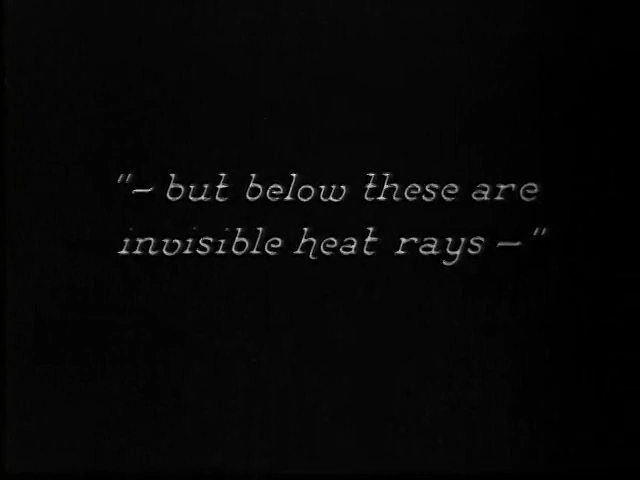 "— but below these are
invisible heat rays —"